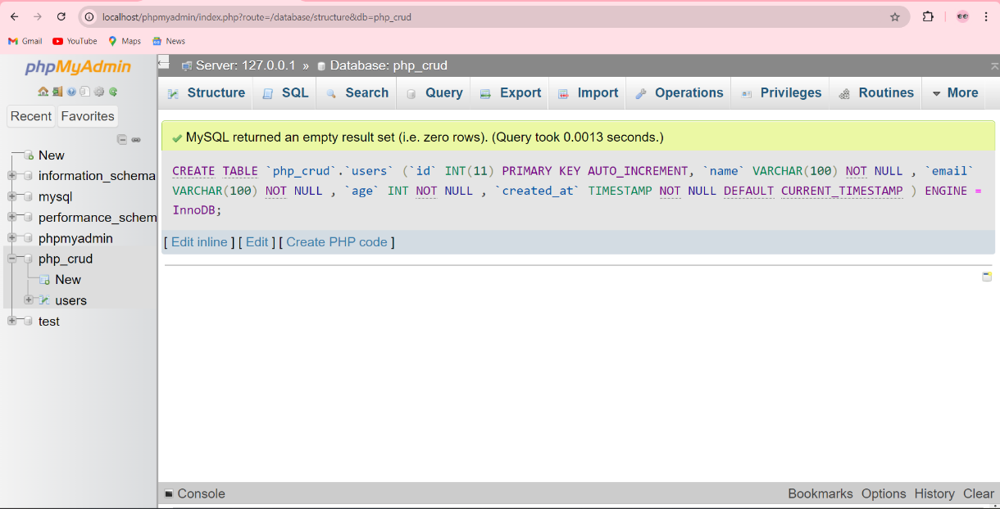 localhost/phpmyadmin/index.php?route=/database/structure&db=php_crud
Gmail YouTube Maps News
phpMyAdmin
Recent Favorites
New
information_schema
mysql
performance_schem
phpmyadmin
php_crud
New
users
test
Server: 127.0.0.1 » Database: php_crud
Structure SQL Search Query Export Import Operations Privileges Routines More
MySQL returned an empty result set (i.e. zero rows). (Query took 0.0013 seconds.)
CREATE TABLE `php_crud`.`users` (`id` INT(11) PRIMARY KEY AUTO_INCREMENT, `name` VARCHAR(100) NOT NULL , `email`
VARCHAR(100) NOT NULL , `age` INT NOT NULL , `created_at` TIMESTAMP NOT NULL DEFAULT CURRENT_TIMESTAMP ) ENGINE =
InnoDB;
[ Edit inline ] [ Edit ] [ Create PHP code ]
Console Bookmarks Options History Clear